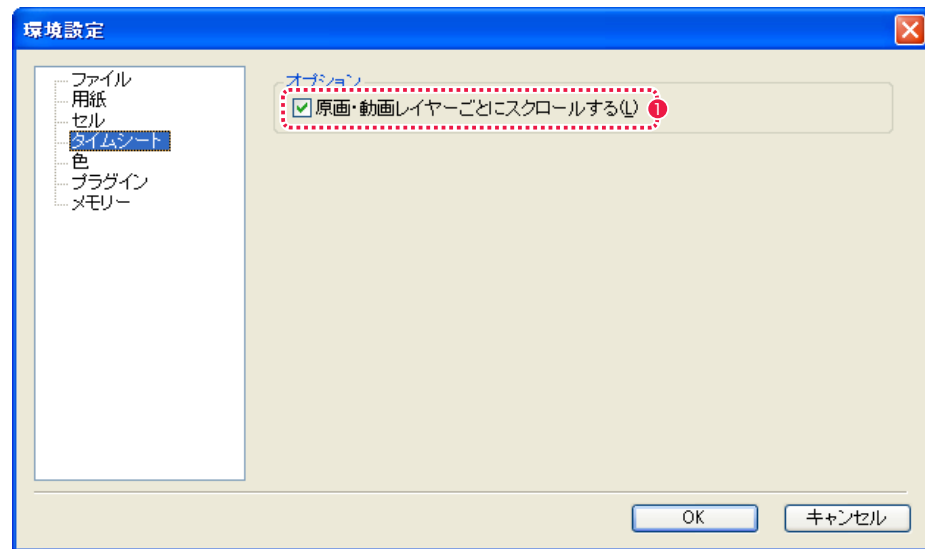 環境設定
ファイル
用紙
セル
タイムシート
色
プラグイン
メモリー
オプション
原画・動画レイヤーごとにスクロールする(L) 1
OK
キャンセル